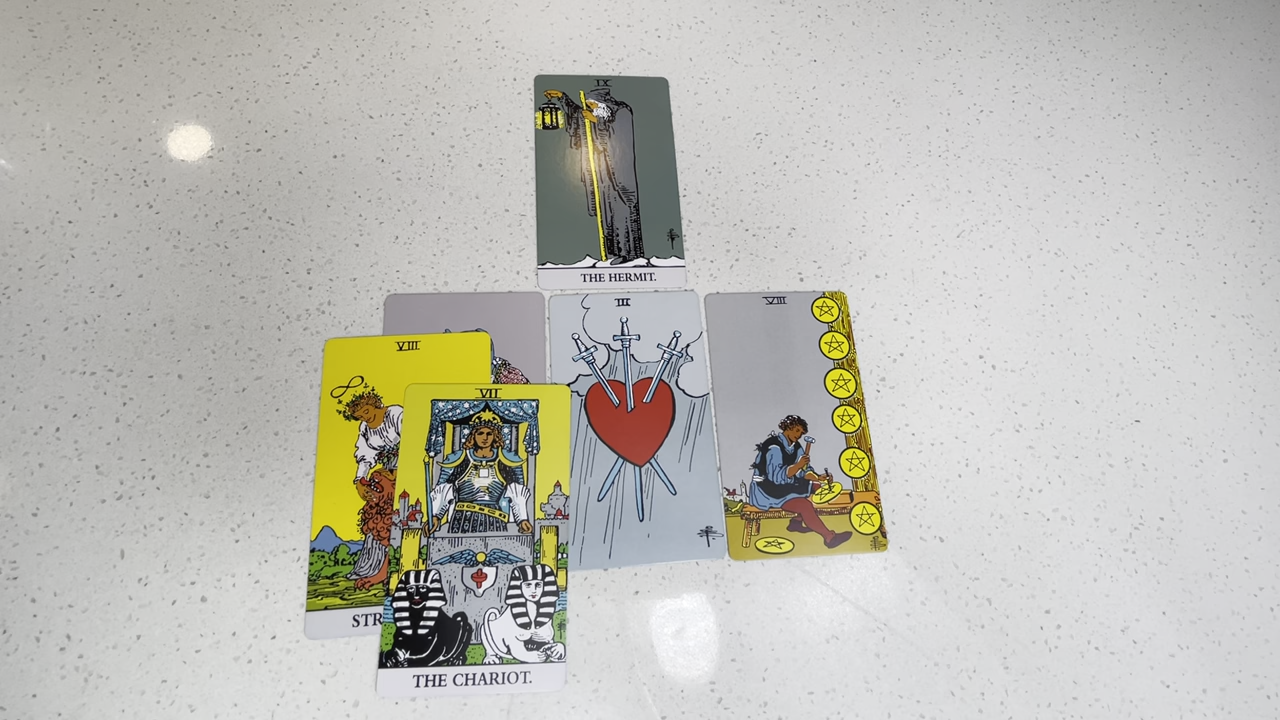 IX
THE HERMIT.
VIII
STR
VII
THE CHARIOT.
III
VIII